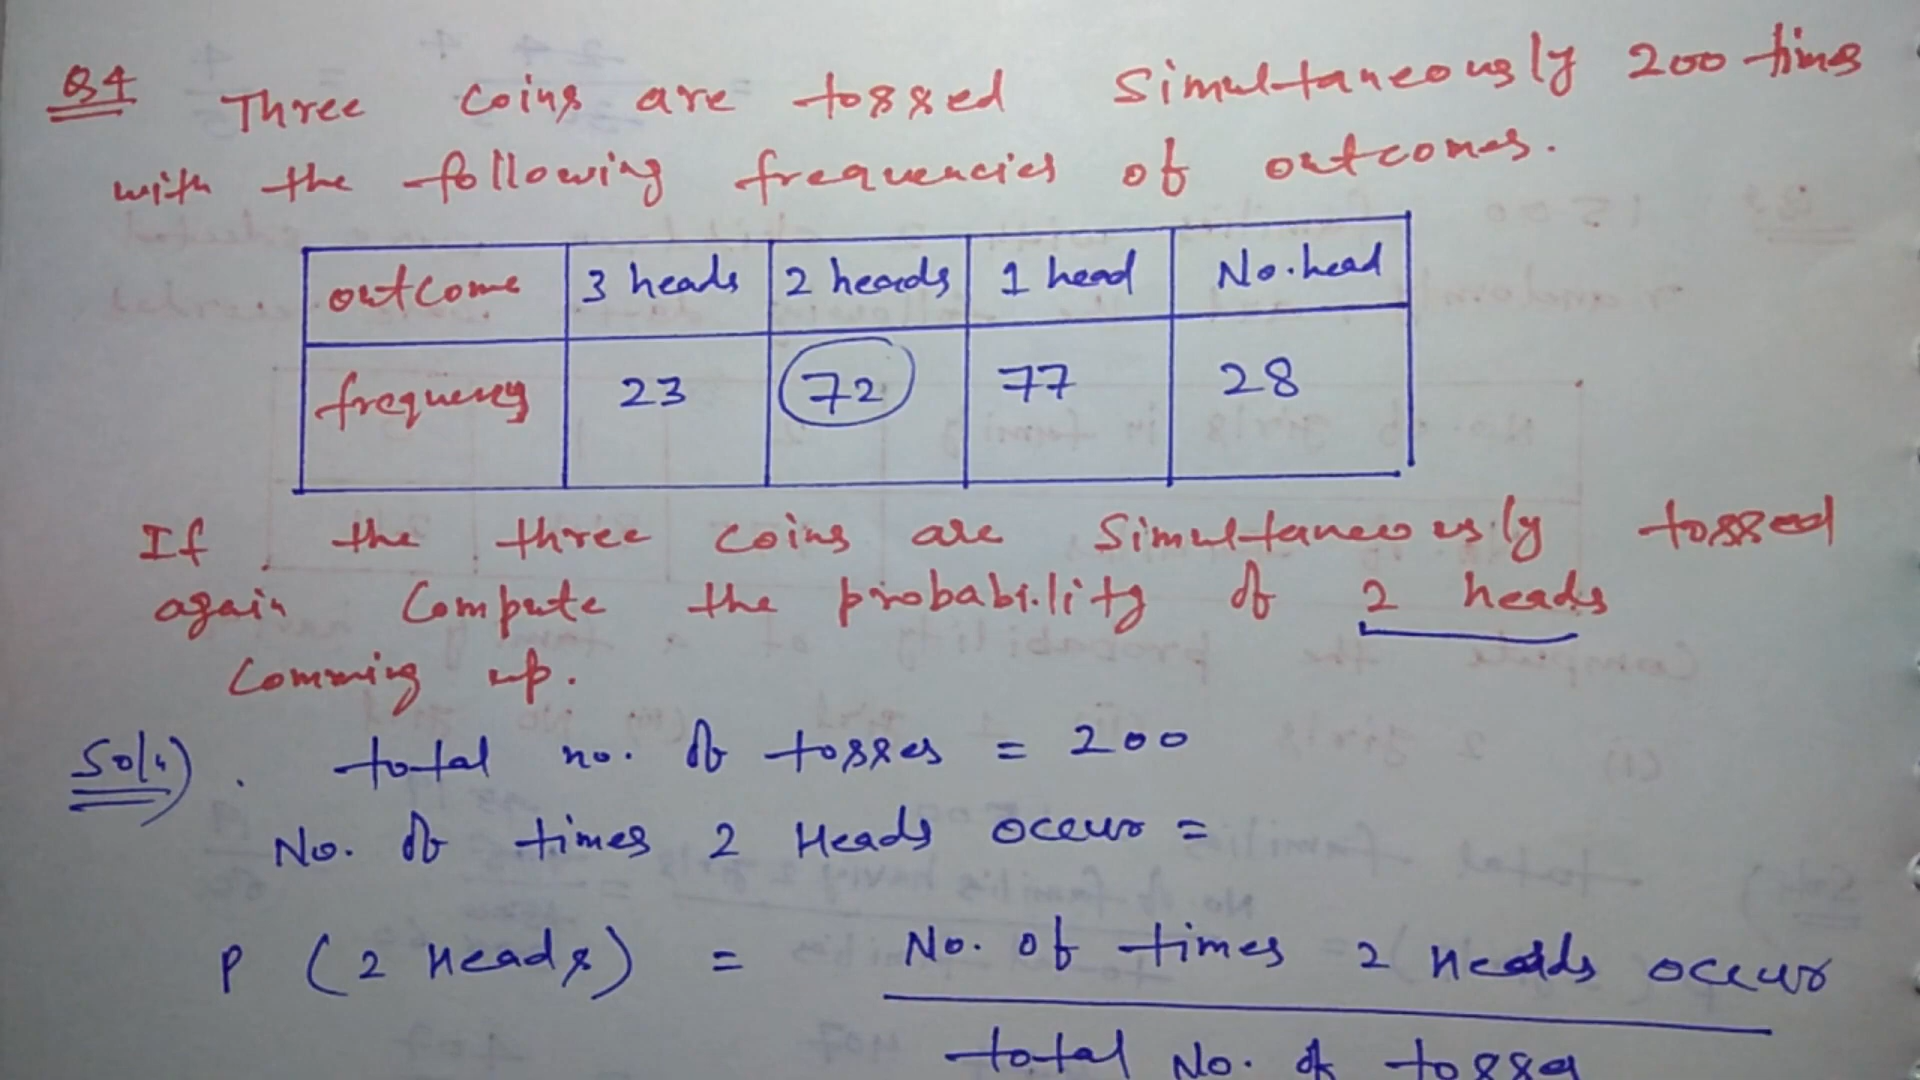 Q4 Three coins are tossed Simultaneously 200 times
with the following frequencies of outcomes.
outcome 3 heads 2 heads 1 head No. head
frequency 23 72 77 28
If the three coins are Simultaneously tossed
again Compute the probability of 2 heads
Comming up.
Soln) . total no. of tosses = 200
No. of times 2 Heads occur =
P (2 Heads) = No. of times 2 Heads occur
total No. of tosses